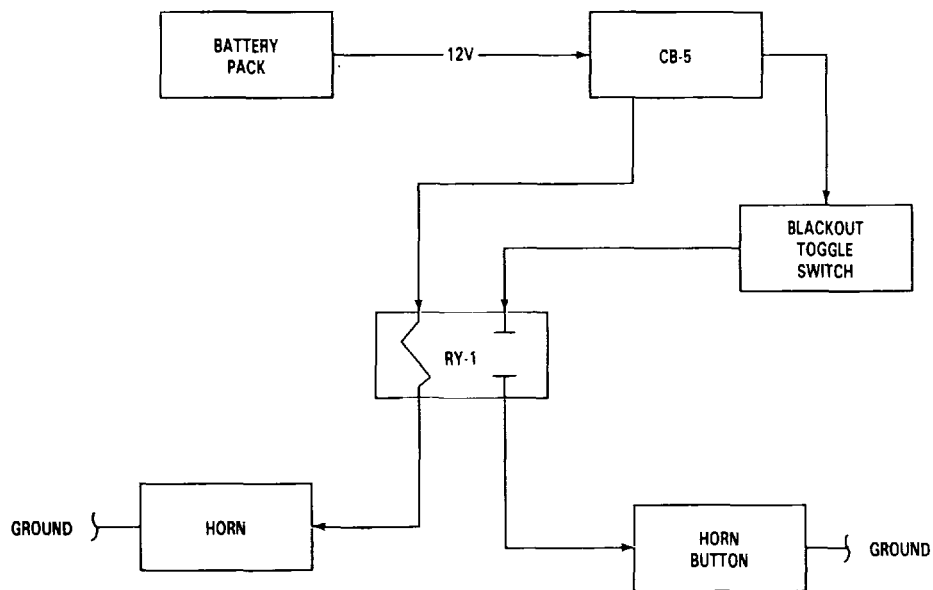 BATTERY
PACK
12V
CB-5
BLACKOUT
TOGGLE
SWITCH
RY-1
GROUND
HORN
HORN
BUTTON
GROUND